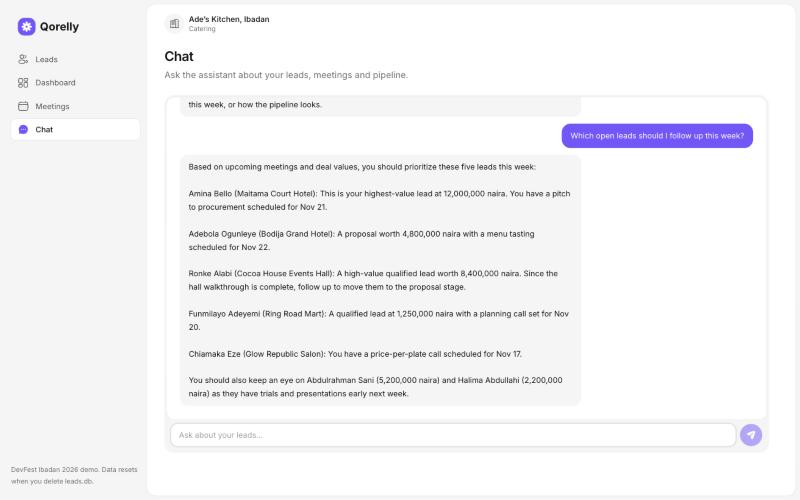 Qorelly
Leads
Dashboard
Meetings
Chat
DevFest Ibadan 2026 demo. Data resets
when you delete leads.db.
Ade's Kitchen, Ibadan
Catering
Chat
Ask the assistant about your leads, meetings and pipeline.
this week, or how the pipeline looks.
Which open leads should I follow up this week?
Based on upcoming meetings and deal values, you should prioritize these five leads this week:
Amina Bello (Maitama Court Hotel): This is your highest-value lead at 12,000,000 naira. You have a pitch
to procurement scheduled for Nov 21.
Adebola Ogunleye (Bodija Grand Hotel): A proposal worth 4,800,000 naira with a menu tasting
scheduled for Nov 22.
Ronke Alabi (Cocoa House Events Hall): A high-value qualified lead worth 8,400,000 naira. Since the
hall walkthrough is complete, follow up to move them to the proposal stage.
Funmilayo Adeyemi (Ring Road Mart): A qualified lead at 1,250,000 naira with a planning call set for Nov
20.
Chiamaka Eze (Glow Republic Salon): You have a price-per-plate call scheduled for Nov 17.
You should also keep an eye on Abdulrahman Sani (5,200,000 naira) and Halima Abdullahi (2,200,000
naira) as they have trials and presentations early next week.
Ask about your leads...